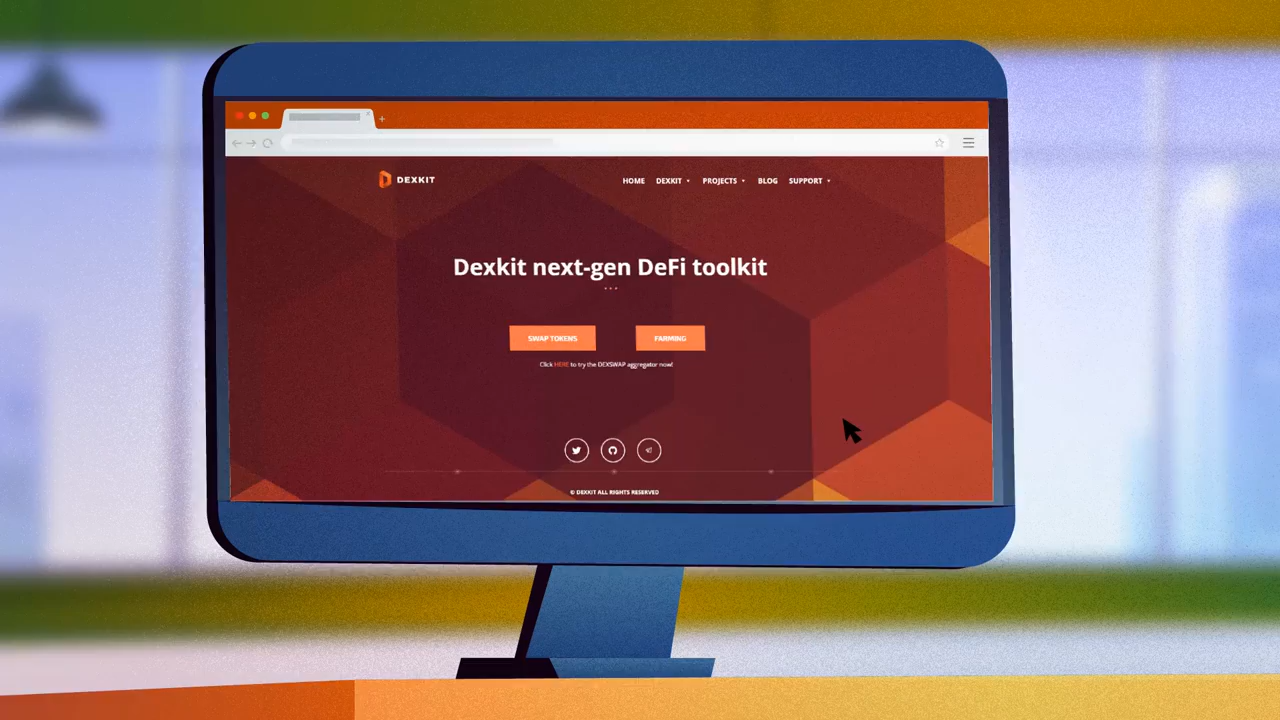 DEXKIT
HOME DEXKIT PROJECTS BLOG SUPPORT
Dexkit next-gen DeFi toolkit
SWAP TOKENS FARMING
Click HERE to try the DEXSWAP aggregator now!
© DEXKIT ALL RIGHTS RESERVED